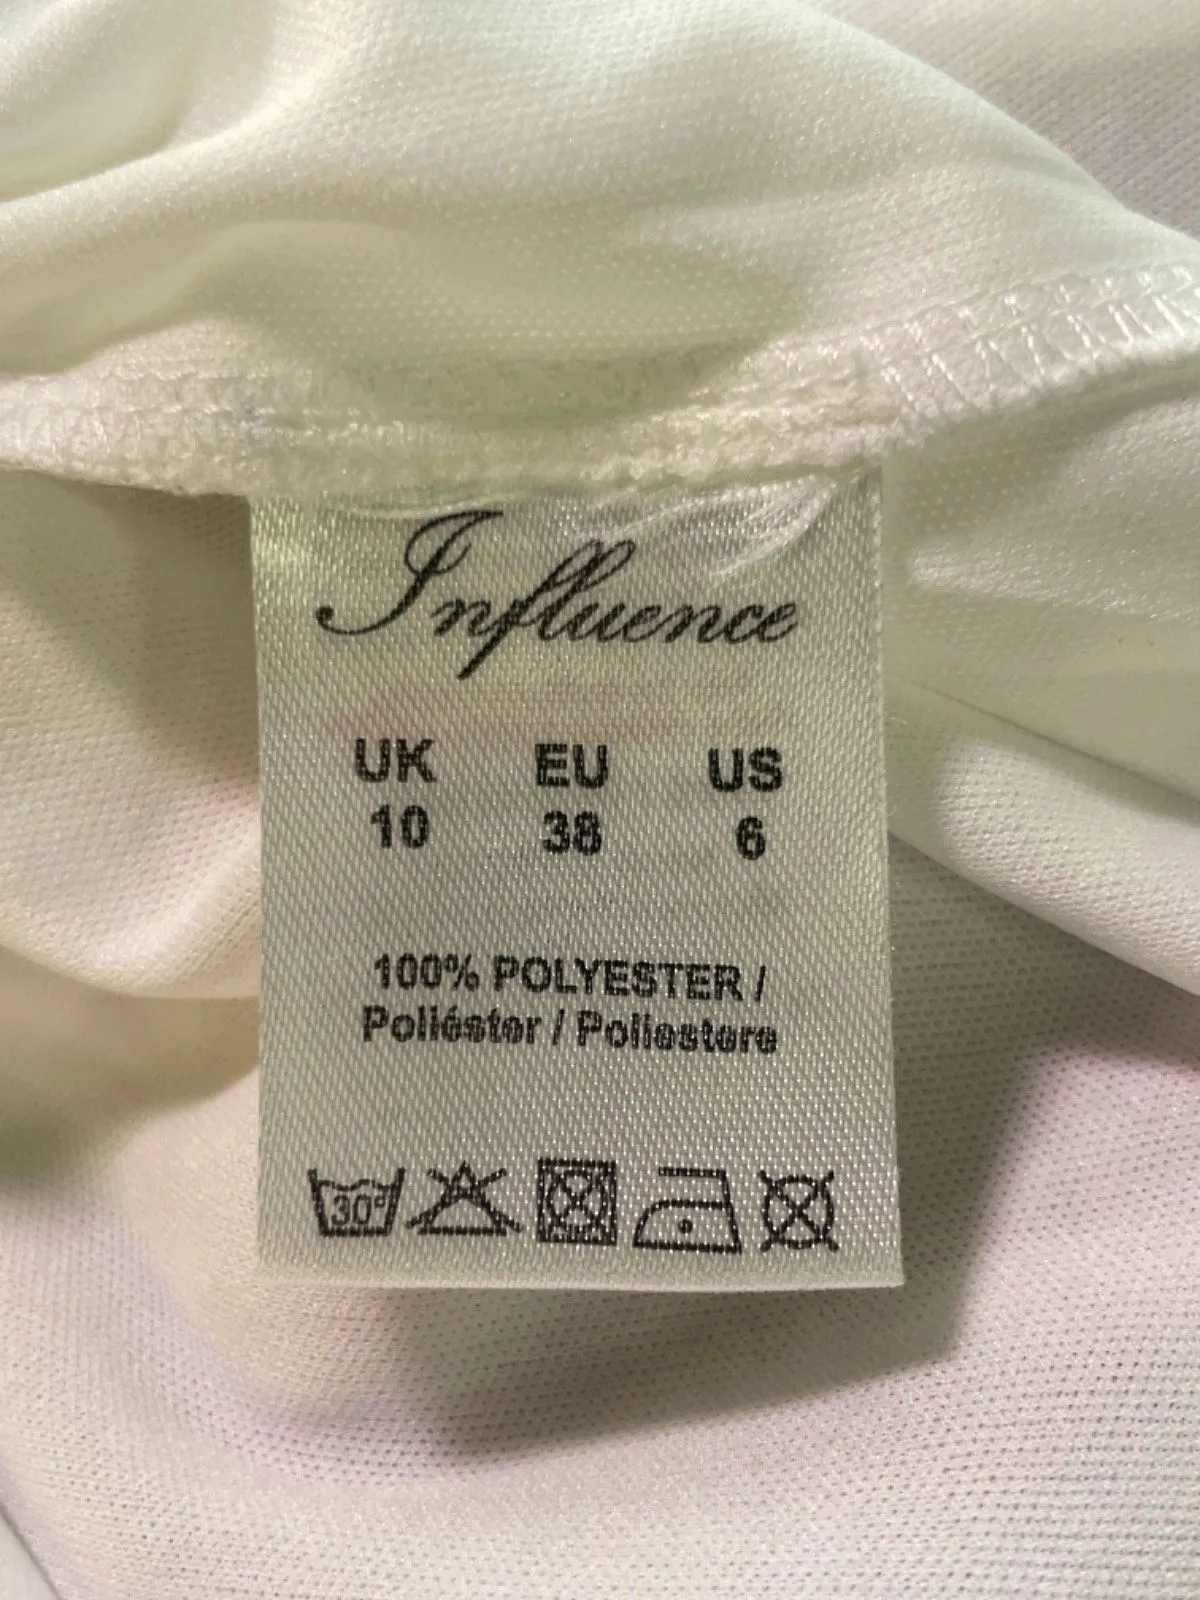 Influence
UK EU US
10 38 6
100% POLYESTER /
Poliéster / Poliestere
30°